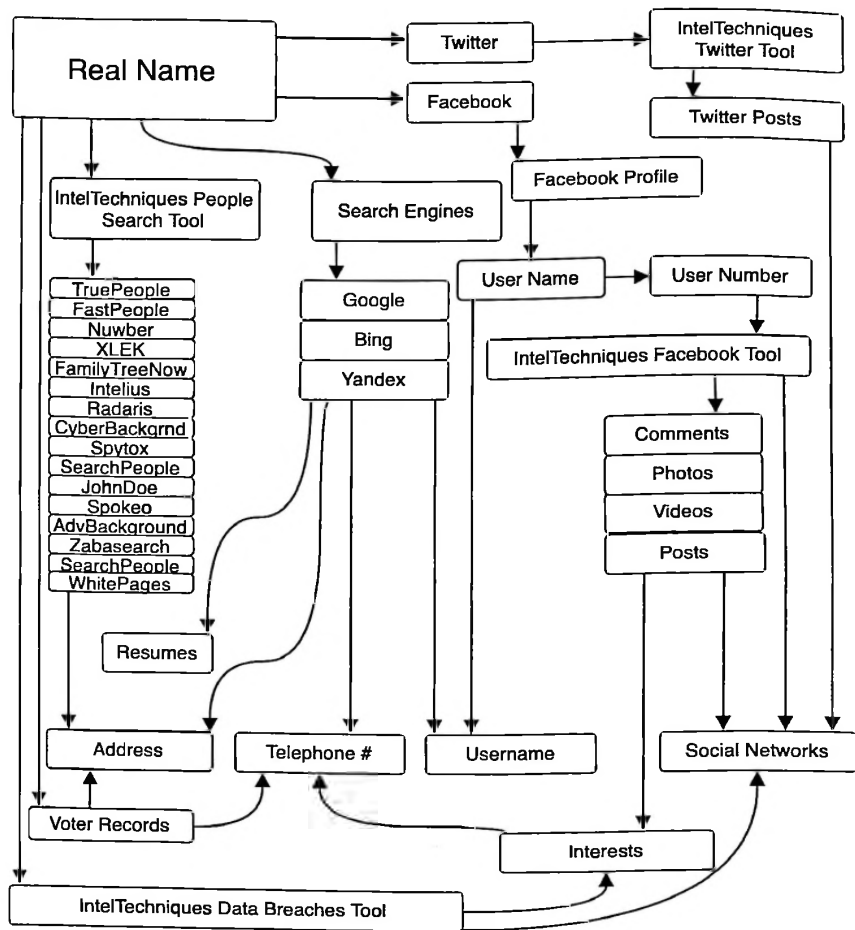 Real Name
Twitter
IntelTechniques
Twitter Tool
Facebook
Twitter Posts
IntelTechniques People
Search Tool
Search Engines
Facebook Profile
User Name
User Number
TruePeople
FastPeople
Nuwber
XLEK
FamilyTreeNow
Intelius
Radaris
CyberBackgrnd
Spytox
SearchPeople
JohnDoe
Spokeo
AdvBackground
Zabasearch
SearchPeople
WhitePages
Google
Bing
Yandex
IntelTechniques Facebook Tool
Comments
Photos
Videos
Posts
Resumes
Address
Telephone #
Username
Social Networks
Voter Records
Interests
IntelTechniques Data Breaches Tool